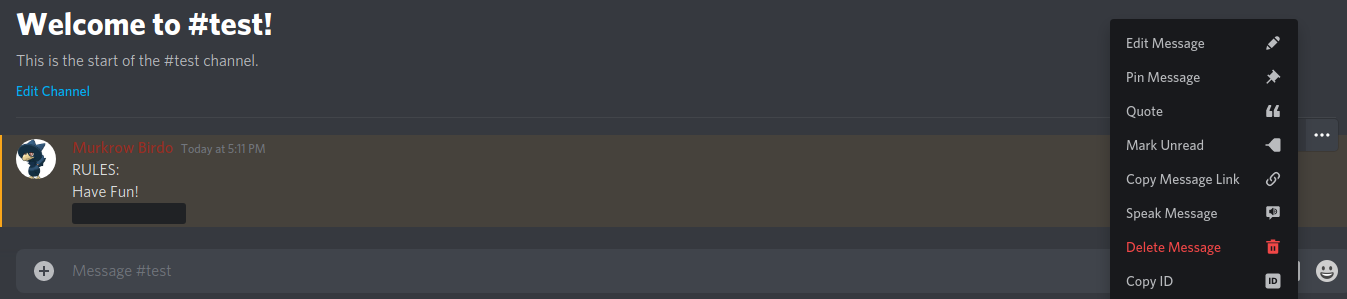 Welcome to #test!
This is the start of the #test channel.
Edit Channel
Murkrow Birdo Today at 5:11 PM
RULES:
Have Fun!
Message #test
Edit Message
Pin Message
Quote
Mark Unread
Copy Message Link
Speak Message
Delete Message
Copy ID
ID